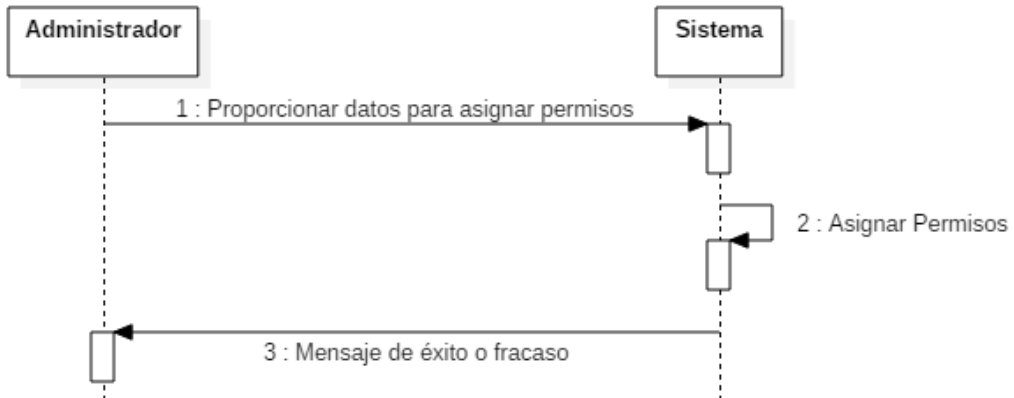 Administrador
Sistema
1 : Proporcionar datos para asignar permisos
2 : Asignar Permisos
3 : Mensaje de éxito o fracaso